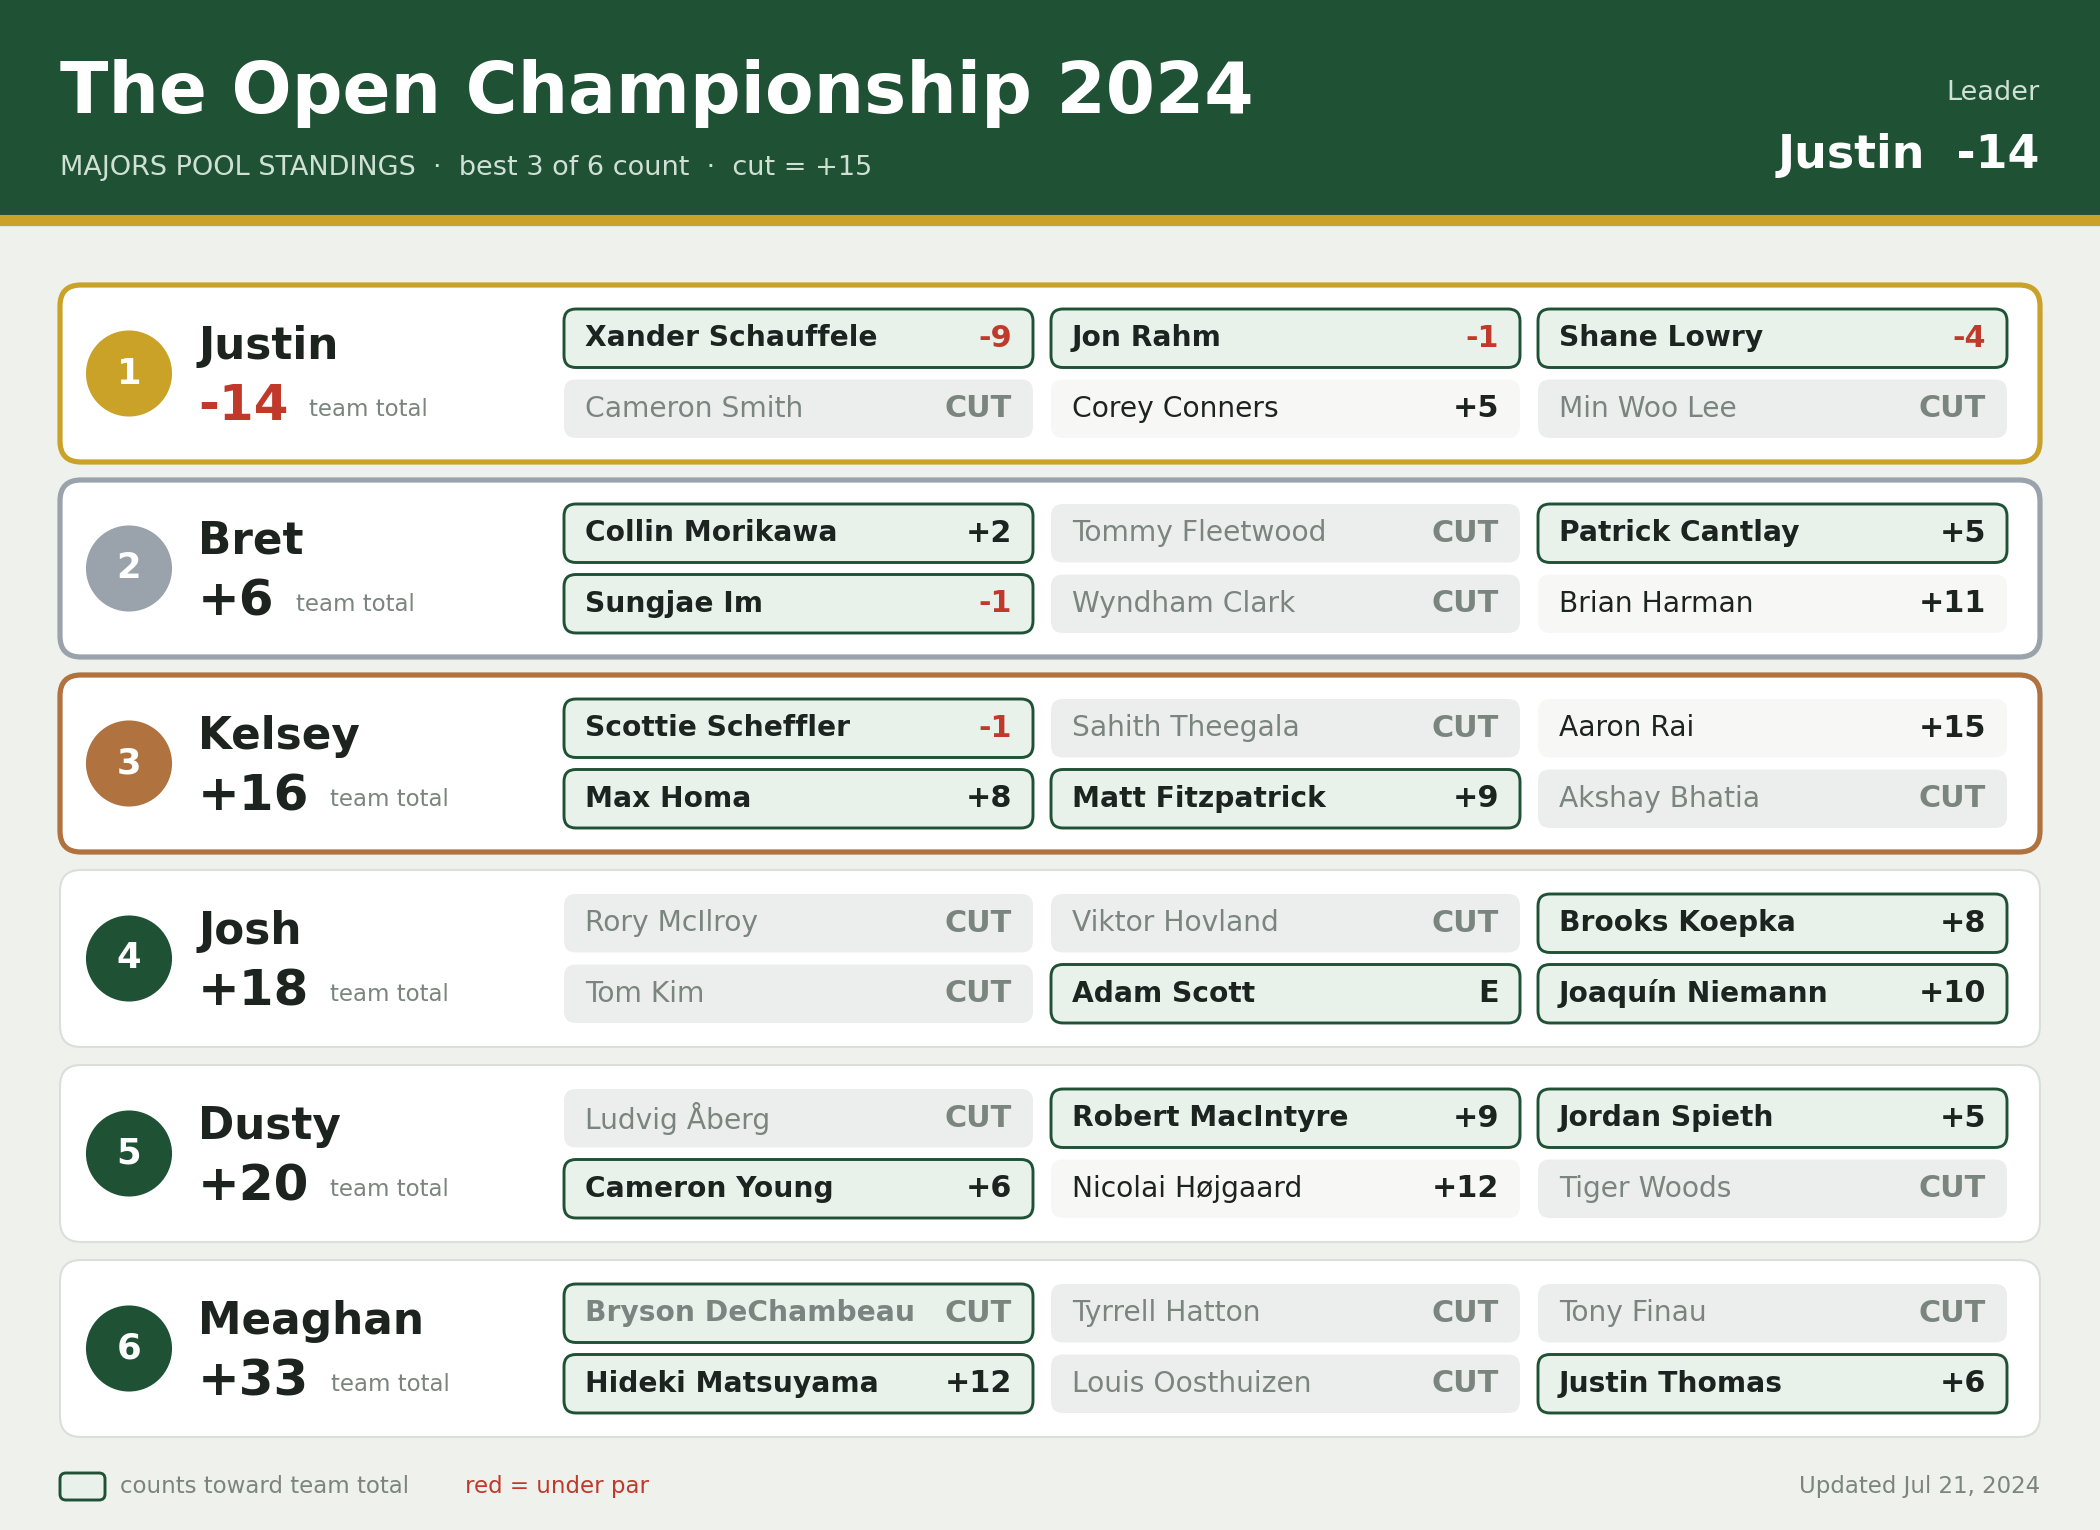 The Open Championship 2024
MAJORS POOL STANDINGS · best 3 of 6 count · cut = +15
Leader
Justin -14
1
Justin
-14 team total
Xander Schauffele -9
Jon Rahm -1
Shane Lowry -4
Cameron Smith CUT
Corey Conners +5
Min Woo Lee CUT
2
Bret
+6 team total
Collin Morikawa +2
Tommy Fleetwood CUT
Patrick Cantlay +5
Sungjae Im -1
Wyndham Clark CUT
Brian Harman +11
3
Kelsey
+16 team total
Scottie Scheffler -1
Sahith Theegala CUT
Aaron Rai +15
Max Homa +8
Matt Fitzpatrick +9
Akshay Bhatia CUT
4
Josh
+18 team total
Rory McIlroy CUT
Viktor Hovland CUT
Brooks Koepka +8
Tom Kim CUT
Adam Scott E
Joaquín Niemann +10
5
Dusty
+20 team total
Ludvig Åberg CUT
Robert MacIntyre +9
Jordan Spieth +5
Cameron Young +6
Nicolai Højgaard +12
Tiger Woods CUT
6
Meaghan
+33 team total
Bryson DeChambeau CUT
Tyrrell Hatton CUT
Tony Finau CUT
Hideki Matsuyama +12
Louis Oosthuizen CUT
Justin Thomas +6
counts toward team total
red = under par
Updated Jul 21, 2024